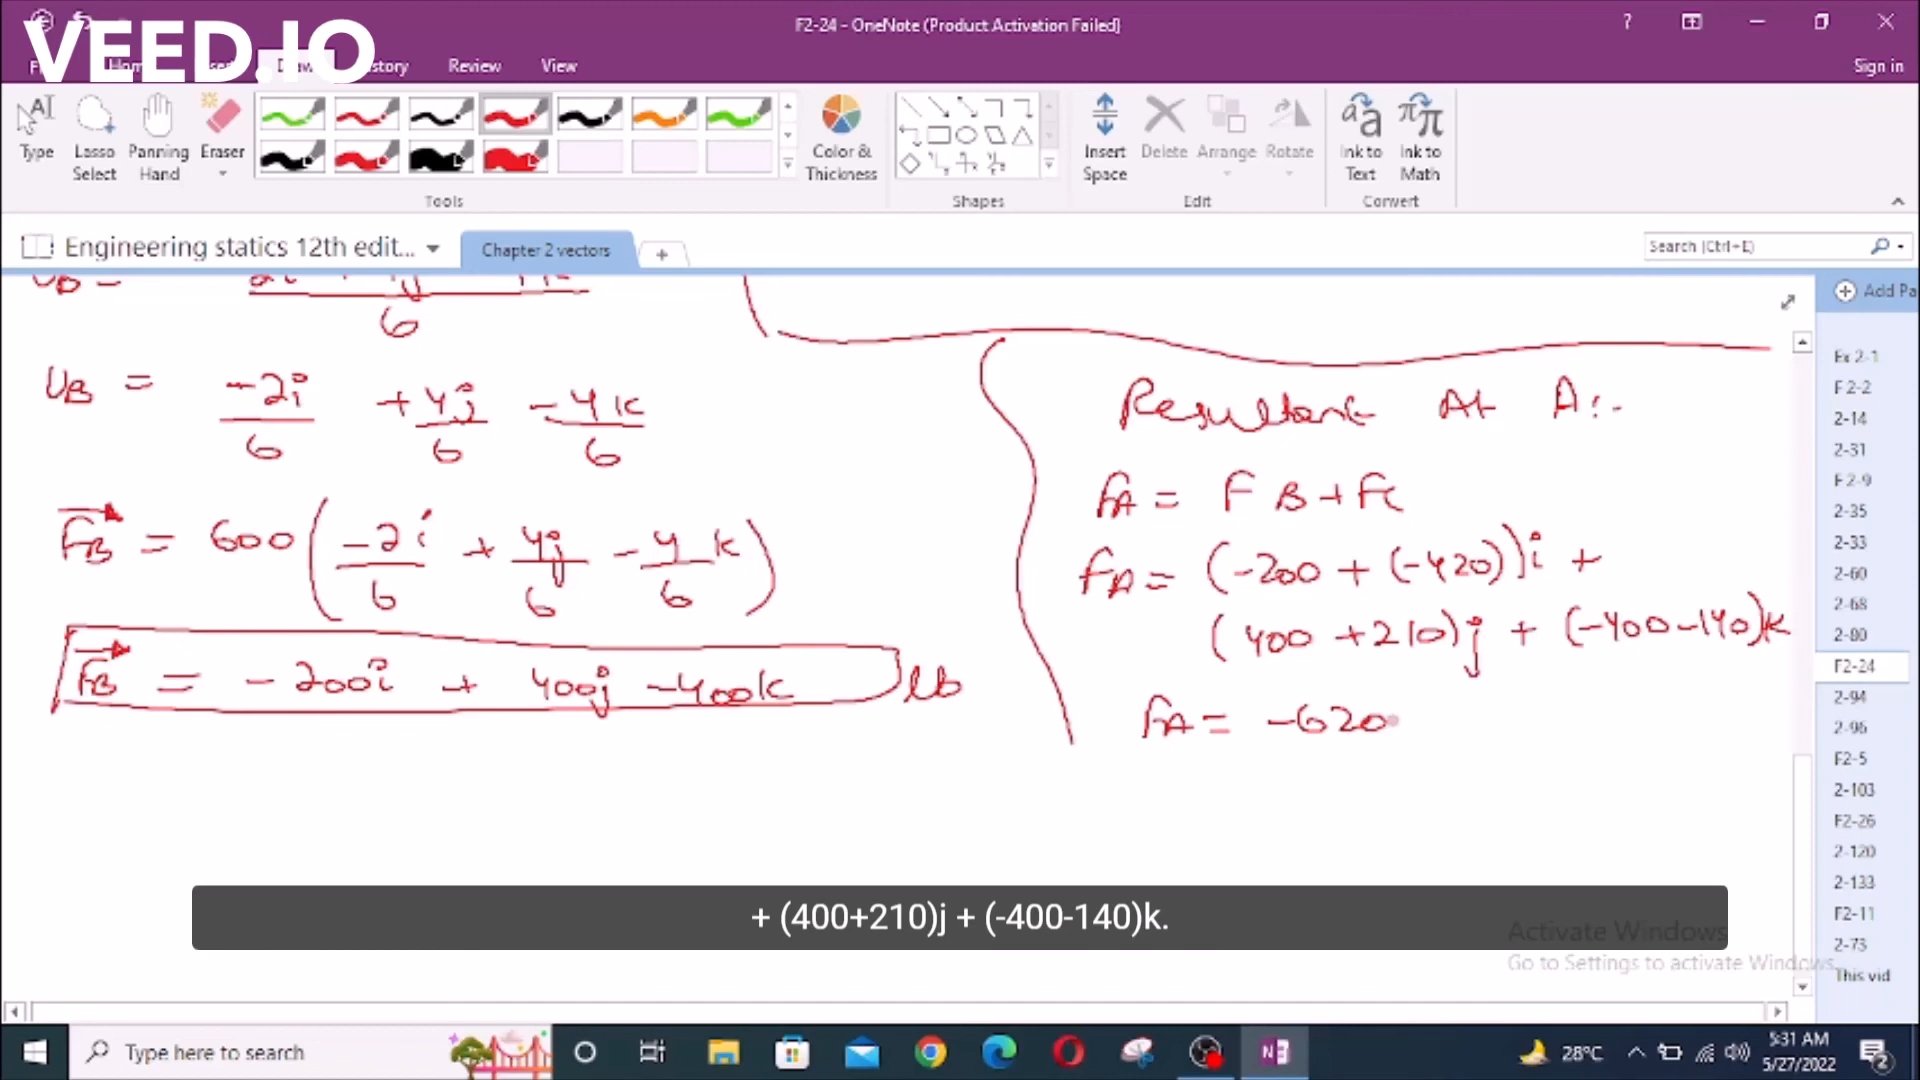 VEED.IO
F2-24 - OneNote (Product Activation Failed)
Review View
Sign in
Type
Lasso Select
Panning Hand
Eraser
Color & Thickness
Insert Space
Delete
Arrange
Rotate
Ink to Text
Ink to Math
Tools
Shapes
Edit
Convert
Engineering statics 12th edit...
Chapter 2 vectors
Search (Ctrl+E)
Add Pa
6
UB = -2i/6 +4j/6 -4k/6
FB = 600 (-2i/6 + 4j/6 - 4k/6)
FB = -200i + 400j -400k lb
Resultant At A:-
FA = FB+FC
FA = (-200 + (-420))i +
(400 +210)j + (-400-140)k
FA = -620
Ex 2-1
F 2-2
2-14
2-31
F 2-9
2-35
2-33
2-60
2-68
2-80
F2-24
2-94
2-96
F2-5
2-103
F2-26
2-120
2-133
F2-11
2-73
This vid
+ (400+210)j + (-400-140)k.
Activate Windows
Go to Settings to activate Windows.
Type here to search
28°C
5:31 AM
5/27/2022
2